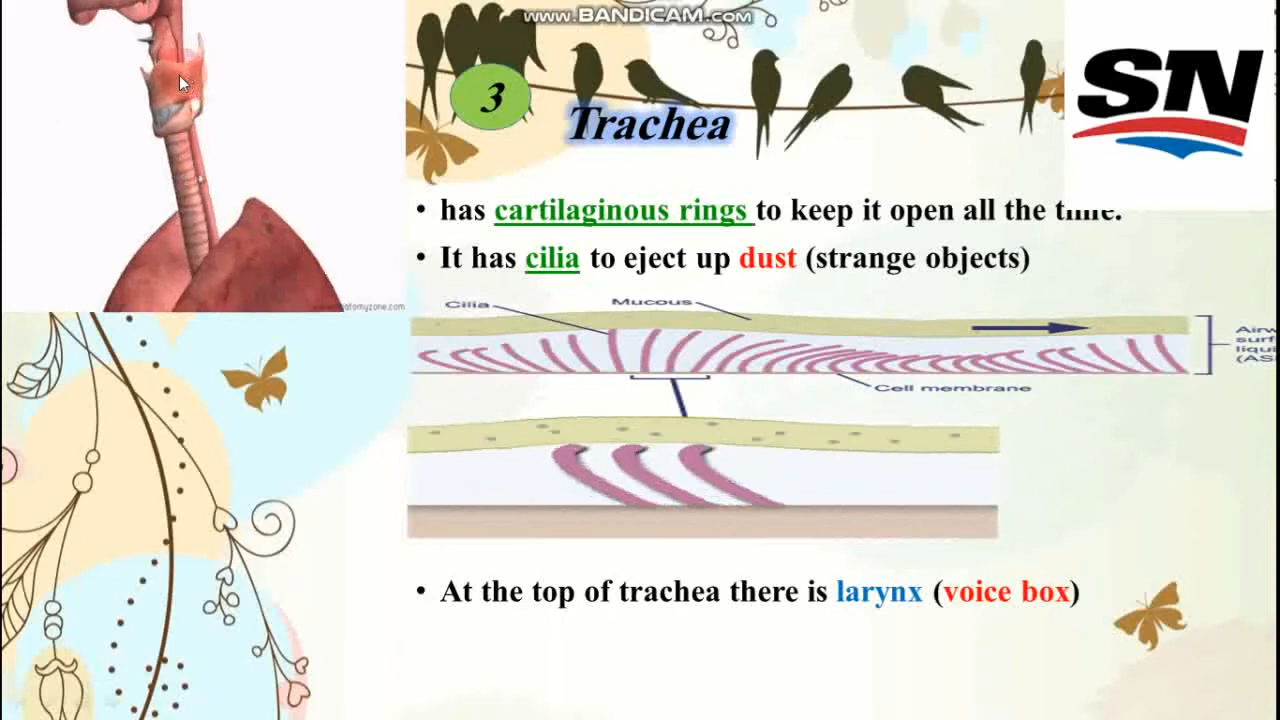 www.BANDICAM.com
SN
3
Trachea
• has cartilaginous rings to keep it open all the time.
• It has cilia to eject up dust (strange objects)
Cilia
Mucous
Cell membrane
• At the top of trachea there is larynx (voice box)